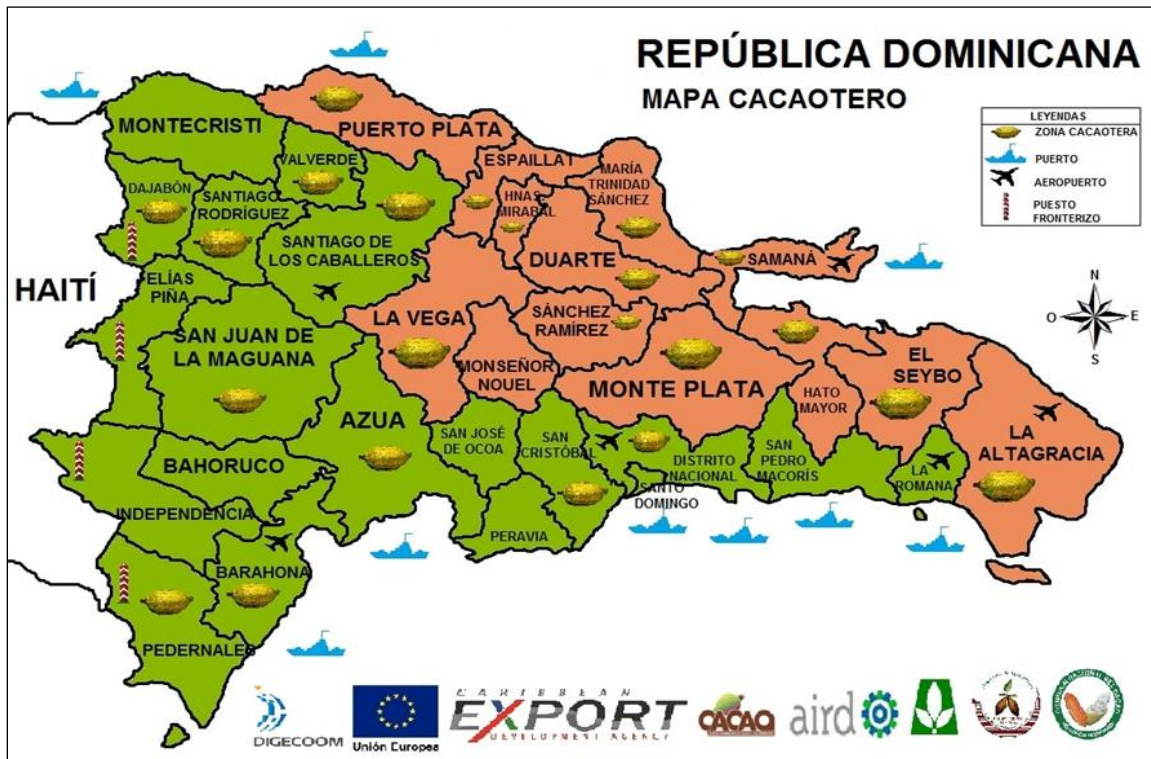 REPÚBLICA DOMINICANA
MAPA CACAOTERO
LEYENDAS
ZONA CACAOTERA
PUERTO
AEROPUERTO
PUESTO
FRONTERIZO
N
O
E
S
HAITÍ
MONTECRISTI
PUERTO PLATA
VALVERDE
ESPAILLAT
MARÍA
TRINIDAD
SÁNCHEZ
DAJABÓN
SANTIAGO
RODRÍGUEZ
HNAS
MIRABAL
SANTIAGO DE
LOS CABALLEROS
DUARTE
SAMANÁ
ELÍAS
PIÑA
LA VEGA
SÁNCHEZ
RAMÍREZ
SAN JUAN DE
LA MAGUANA
MONSEÑOR
NOUEL
MONTE PLATA
EL
SEYBO
HATO
MAYOR
AZUA
SAN JOSÉ
DE OCOA
SAN
CRISTÓBAL
DISTRITO
NACIONAL
SAN
PEDRO
MACORÍS
LA
ROMANA
LA
ALTAGRACIA
BAHORUCO
SANTO
DOMINGO
INDEPENDENCIA
PERAVIA
BARAHONA
PEDERNALES
DIGECOOM
Unión Europea
CARIBBEAN
EXPORT
DEVELOPMENT AGENCY
CACAO
aird